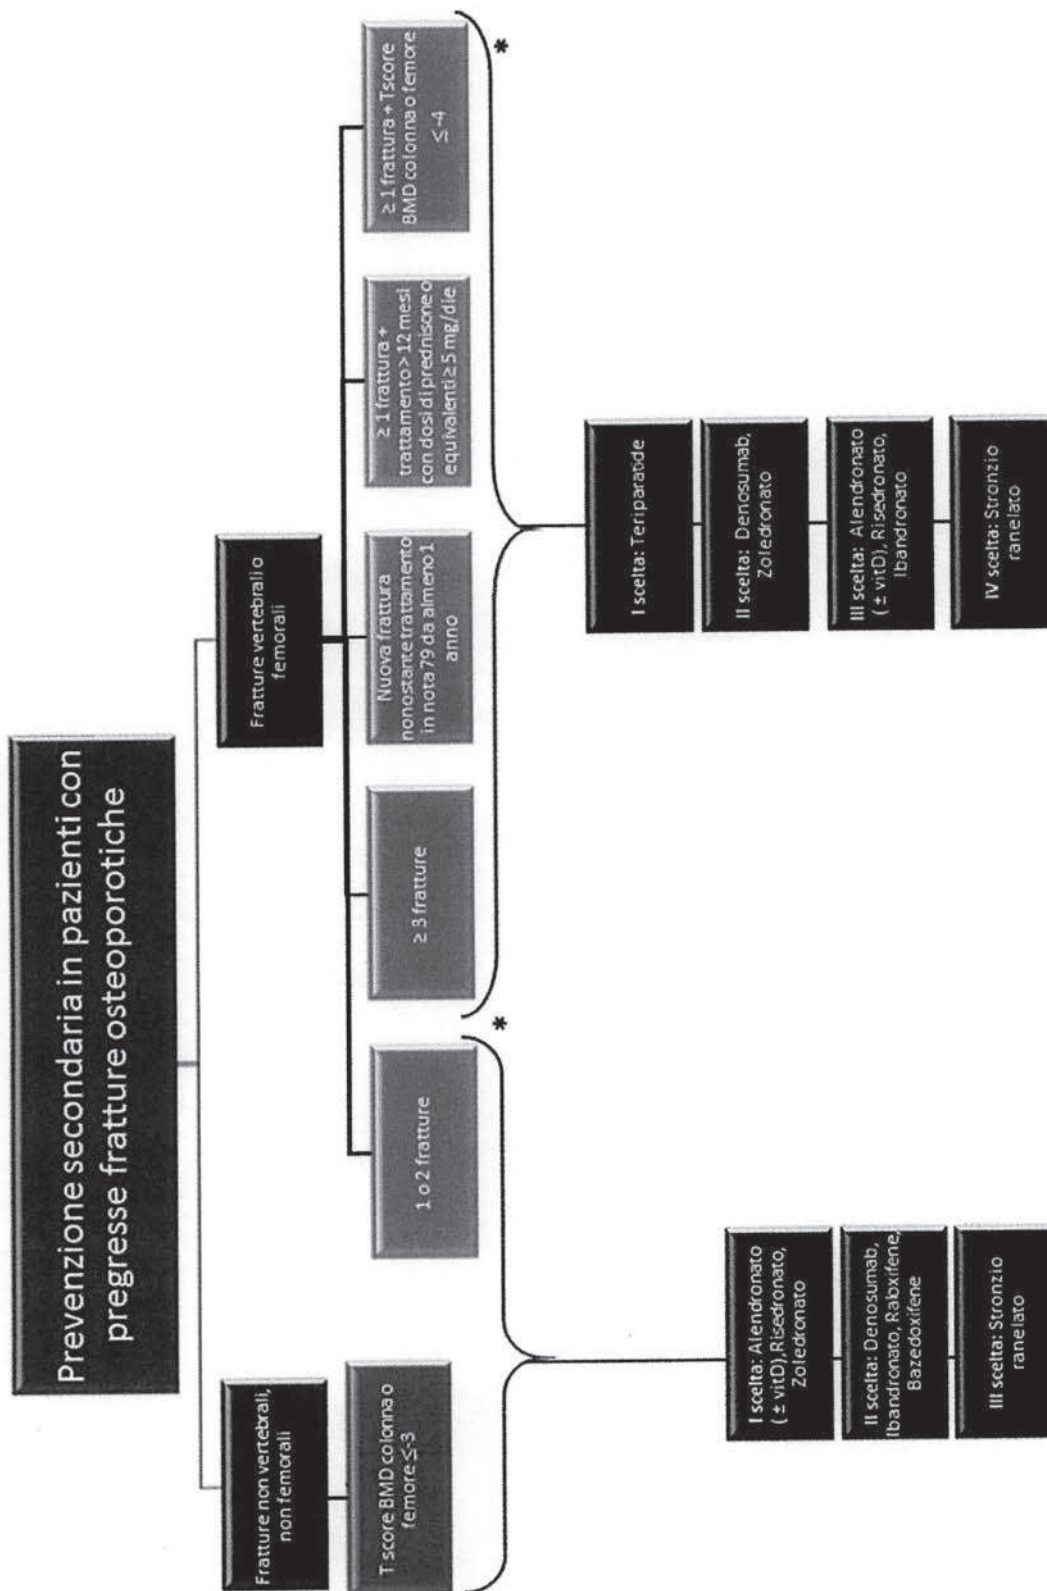 Prevenzione secondaria in pazienti con
pregresse fratture osteoporotiche
Fratture non vertebrali,
non femorali
Fratture vertebrali o
femorali
T score BMD colonna o
femore ≤-3
1 o 2 fratture
≥ 3 fratture
Nuova frattura
nonostante trattamento
in nota 79 da almeno 1
anno
≥ 1 frattura +
trattamento > 12 mesi
con dosi di prednisone o
equivalenti ≥ 5 mg/die
≥ 1 frattura + Tscore
BMD colonna o femore
≤ -4
*
*
I scelta: Alendronato
( ± vitD), Risedronato,
Zoledronato
II scelta: Denosumab,
Ibandronato, Raloxifene,
Bazedoxifene
III scelta: Stronzio
ranelato
I scelta: Teriparatide
II scelta: Denosumab,
Zoledronato
III scelta: Alendronato
( ± vitD), Risedronato,
Ibandronato
IV scelta: Stronzio
ranelato